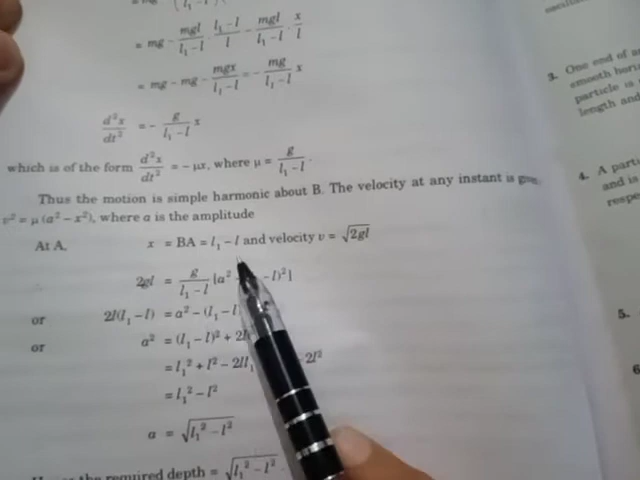 = mg - mgl/(l₁-l) · (l₁-l)/l - mgl/(l₁-l) · x/l
= mg - mg - mgx/(l₁-l) = - mg/(l₁-l) x
d²x/dt² = - g/(l₁-l) x
which is of the form d²x/dt² = - μx, where μ = g/(l₁-l) .
Thus the motion is simple harmonic about B. The velocity at any instant is
v² = μ (a² - x²), where a is the amplitude
At A, x = BA = l₁ - l and velocity v = √2gl
2gl = g/(l₁-l) [a² - l)²]
or 2l(l₁ - l) = a² - (l₁ - l
or a² = (l₁ - l)² + 2l
= l₁² + l² - 2ll₁ 2l²
= l₁² - l²
a = √l₁² - l²
the required depth = √l₁² - l²
3. One end of
smooth
particle is
length and
4. A
and is
5.
6